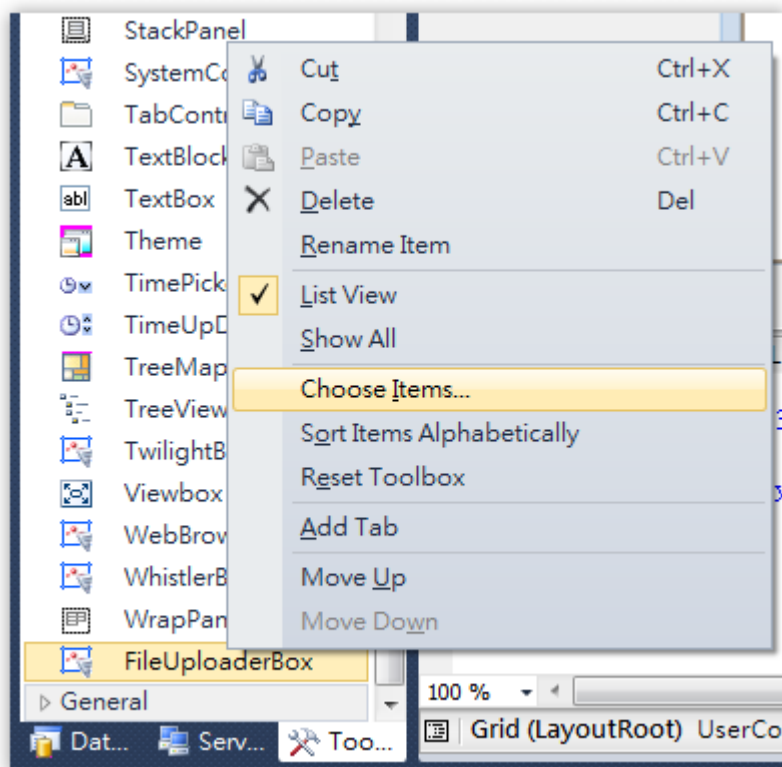 StackPanel
SystemCo
TabContr
TextBlock
TextBox
Theme
TimePick
TimeUpD
TreeMap
TreeView
TwilightB
Viewbox
WebBrow
WhistlerB
WrapPan
FileUploaderBox
General
Dat... Serv... Too...
Cut Ctrl+X
Copy Ctrl+C
Paste Ctrl+V
Delete Del
Rename Item
List View
Show All
Choose Items...
Sort Items Alphabetically
Reset Toolbox
Add Tab
Move Up
Move Down
100 %
Grid (LayoutRoot) UserCo